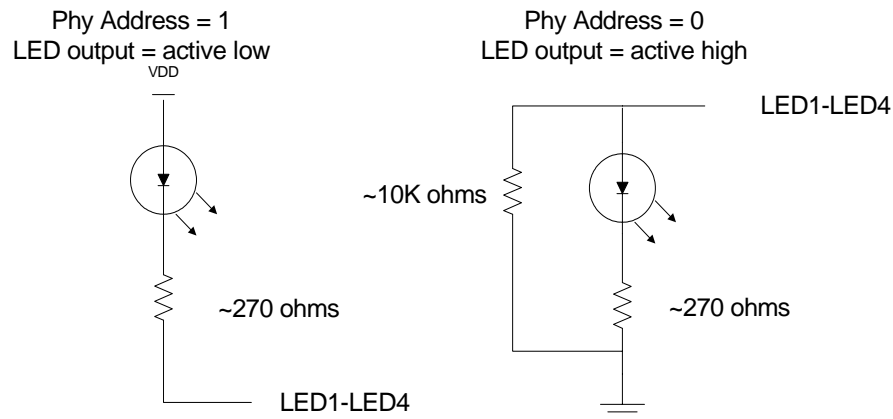 Phy Address = 1
LED output = active low
VDD
~270 ohms
LED1-LED4
Phy Address = 0
LED output = active high
LED1-LED4
~10K ohms
~270 ohms